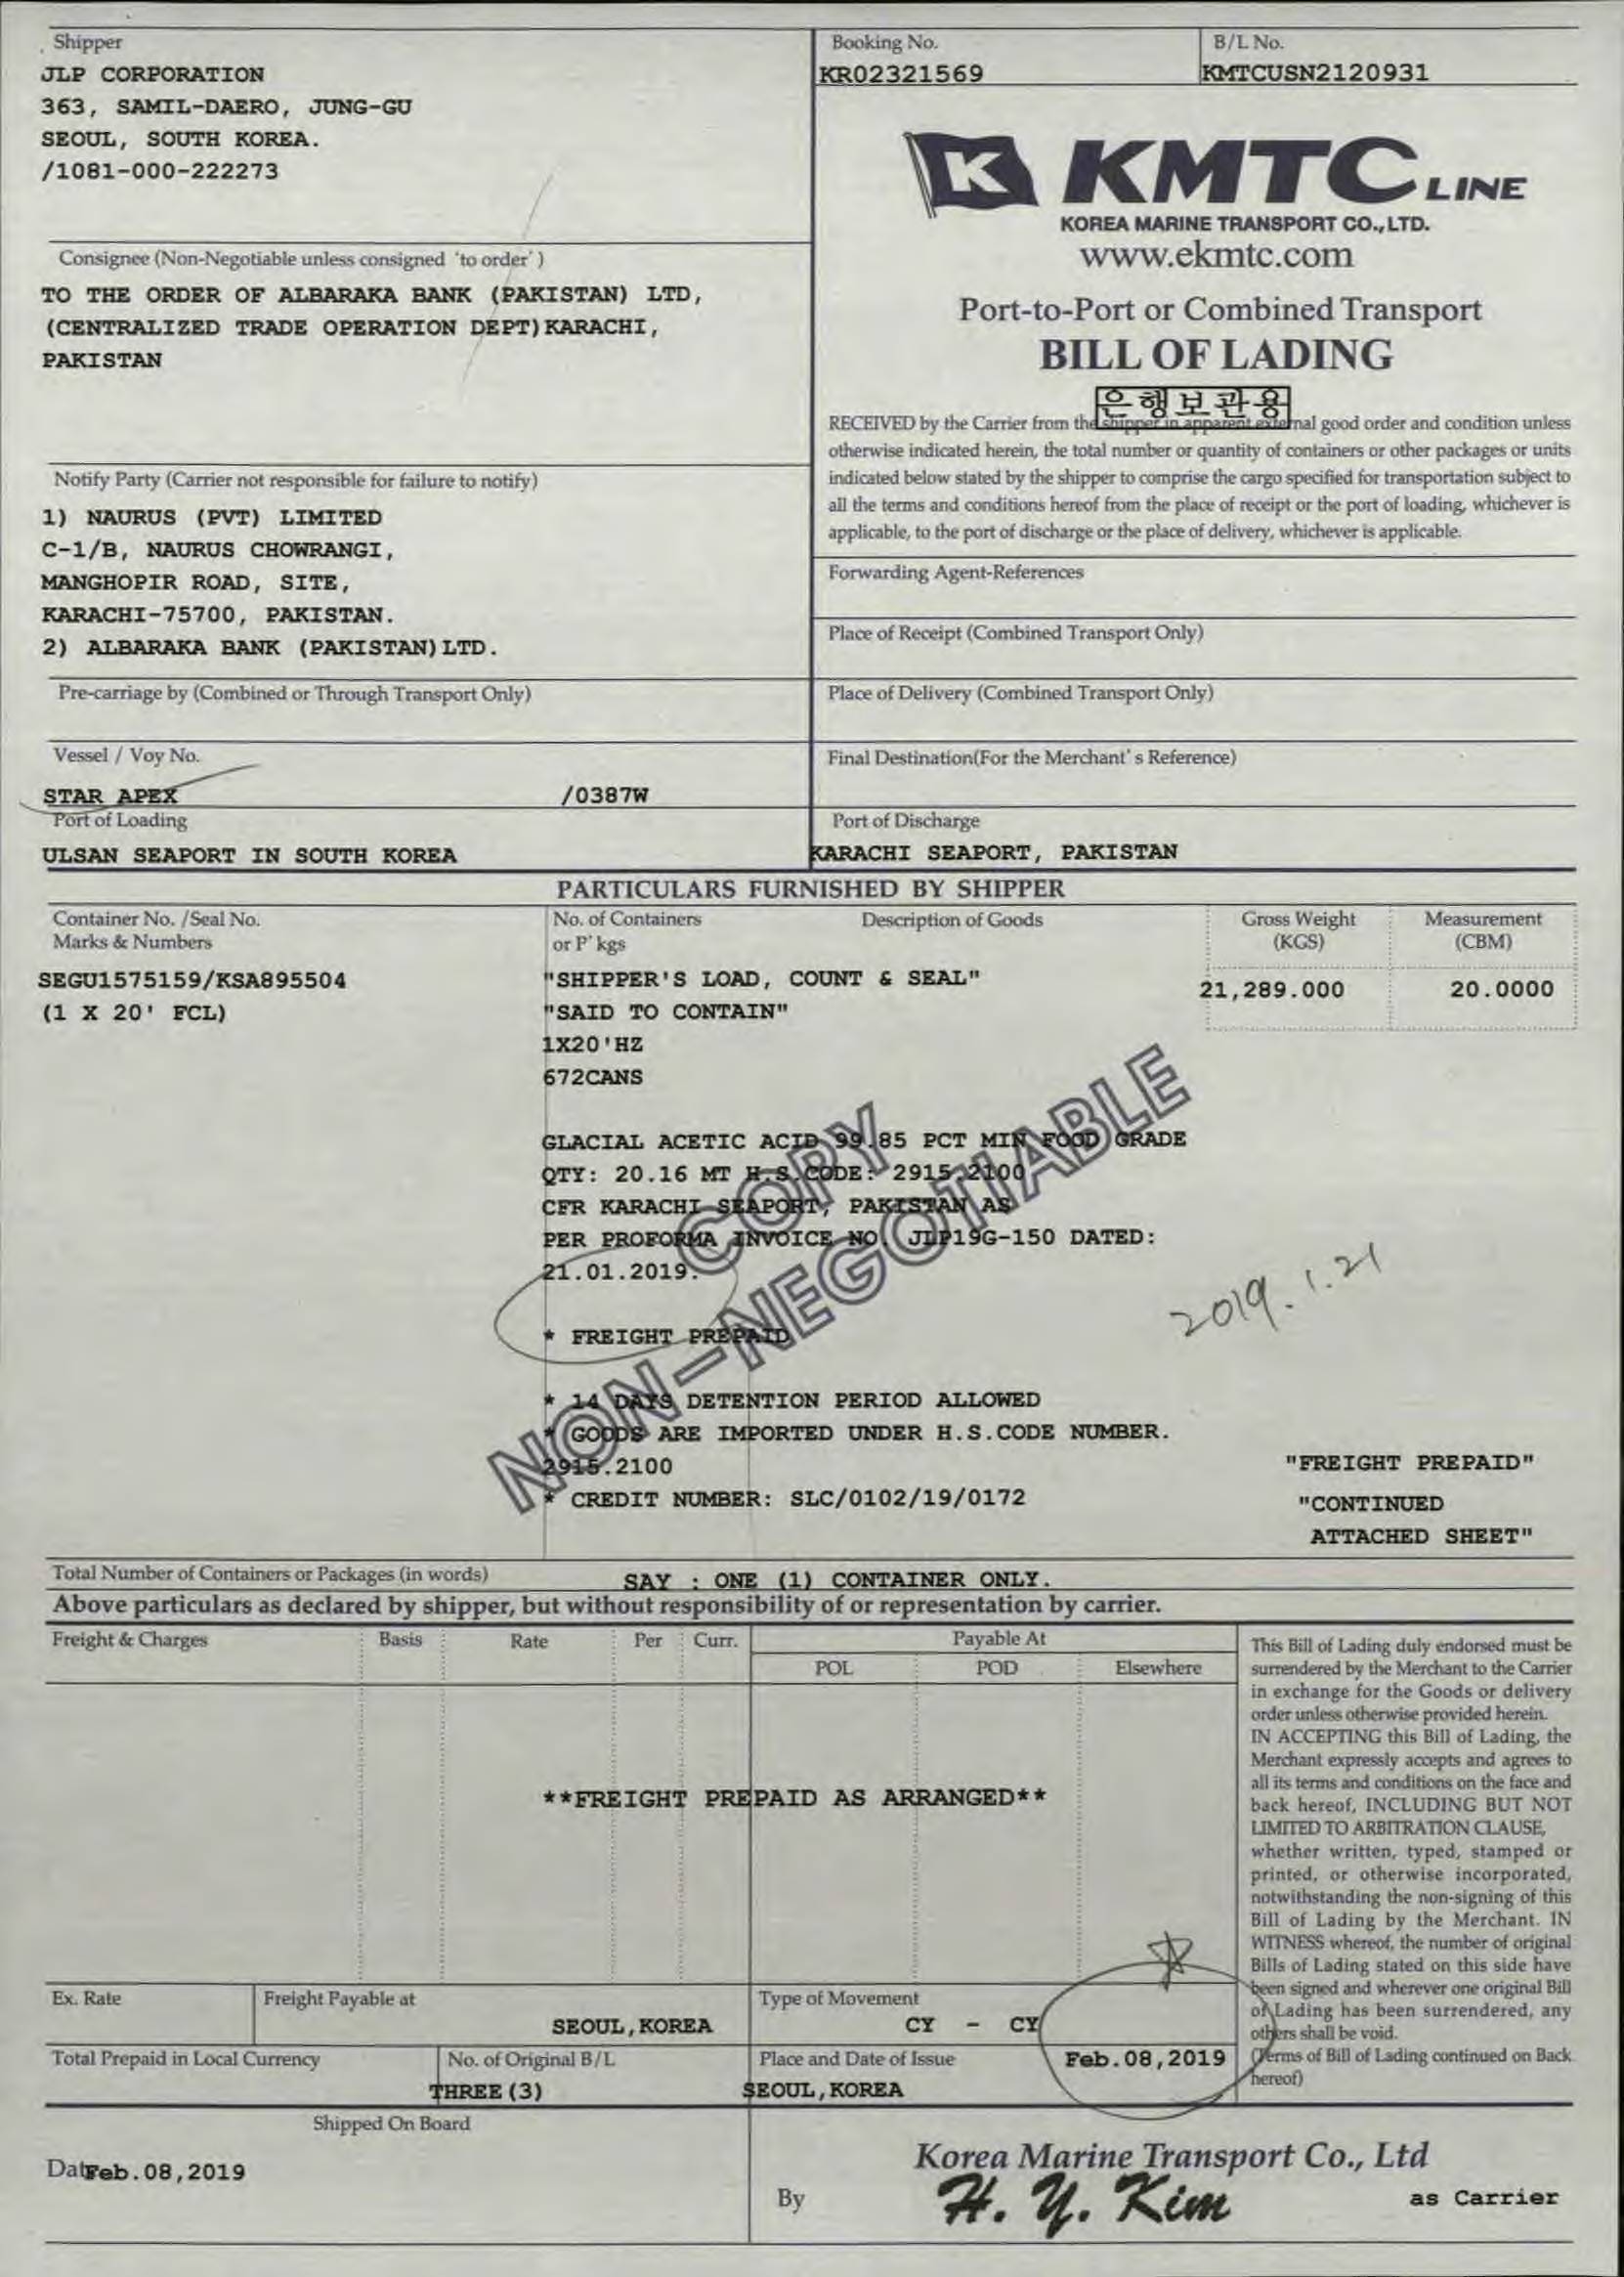 Shipper
JLP CORPORATION
363, SAMIL-DAERO, JUNG-GU
SEOUL, SOUTH KOREA.
/1081-000-222273
Booking No.
KR02321569
B/L No.
KMTCUSN2120931
K KMTC LINE
KOREA MARINE TRANSPORT CO., LTD.
www.ekmtc.com
Port-to-Port or Combined Transport
BILL OF LADING
은행보관용
RECEIVED by the Carrier from the shipper in apparent external good order and condition unless
otherwise indicated herein, the total number or quantity of containers or other packages or units
indicated below stated by the shipper to comprise the cargo specified for transportation subject to
all the terms and conditions hereof from the place of receipt or the port of loading, whichever is
applicable, to the port of discharge or the place of delivery, whichever is applicable.
Consignee (Non-Negotiable unless consigned 'to order')
TO THE ORDER OF ALBARAKA BANK (PAKISTAN) LTD,
(CENTRALIZED TRADE OPERATION DEPT)KARACHI,
PAKISTAN
Notify Party (Carrier not responsible for failure to notify)
1) NAURUS (PVT) LIMITED
C-1/B, NAURUS CHOWRANGI,
MANGHOPIR ROAD, SITE,
KARACHI-75700, PAKISTAN.
2) ALBARAKA BANK (PAKISTAN)LTD.
Forwarding Agent-References
Place of Receipt (Combined Transport Only)
Pre-carriage by (Combined or Through Transport Only)
Place of Delivery (Combined Transport Only)
Vessel / Voy No.
STAR APEX /0387W
Final Destination(For the Merchant's Reference)
Port of Loading
ULSAN SEAPORT IN SOUTH KOREA
Port of Discharge
KARACHI SEAPORT, PAKISTAN
PARTICULARS FURNISHED BY SHIPPER
Container No. /Seal No.
Marks & Numbers
No. of Containers
or P'kgs
Description of Goods
Gross Weight
(KGS)
Measurement
(CBM)
SEGU1575159/KSA895504
(1 X 20' FCL)
"SHIPPER'S LOAD, COUNT & SEAL"
"SAID TO CONTAIN"
1X20'HZ
672CANS
21,289.000
20.0000
GLACIAL ACETIC ACID 99.85 PCT MIN FOOD GRADE
QTY: 20.16 MT H.S.CODE: 2915.2100
CFR KARACHI SEAPORT, PAKISTAN AS
PER PROFORMA INVOICE NO. JLP19G-150 DATED:
21.01.2019.
COPY
NON-NEGOTIABLE
2019. 1. 21
* FREIGHT PREPAID
* 14 DAYS DETENTION PERIOD ALLOWED
* GOODS ARE IMPORTED UNDER H.S.CODE NUMBER.
2915.2100
* CREDIT NUMBER: SLC/0102/19/0172
"FREIGHT PREPAID"
"CONTINUED
ATTACHED SHEET"
Total Number of Containers or Packages (in words)
SAY : ONE (1) CONTAINER ONLY.
Above particulars as declared by shipper, but without responsibility of or representation by carrier.
Freight & Charges
Basis
Rate
Per
Curr.
Payable At
POL
POD
Elsewhere
**FREIGHT PREPAID AS ARRANGED**
This Bill of Lading duly endorsed must be
surrendered by the Merchant to the Carrier
in exchange for the Goods or delivery
order unless otherwise provided herein.
IN ACCEPTING this Bill of Lading, the
Merchant expressly accepts and agrees to
all its terms and conditions on the face and
back hereof, INCLUDING BUT NOT
LIMITED TO ARBITRATION CLAUSE,
whether written, typed, stamped or
printed, or otherwise incorporated,
notwithstanding the non-signing of this
Bill of Lading by the Merchant. IN
WITNESS whereof, the number of original
Bills of Lading stated on this side have
been signed and wherever one original Bill
of Lading has been surrendered, any
others shall be void.
(Terms of Bill of Lading continued on Back
hereof)
Ex. Rate
Freight Payable at
SEOUL,KOREA
Type of Movement
CY - CY
Total Prepaid in Local Currency
No. of Original B/L
THREE(3)
Place and Date of Issue
Feb.08,2019
SEOUL,KOREA
Shipped On Board
Date Feb.08,2019
Korea Marine Transport Co., Ltd
By
H. Y. Kim
as Carrier